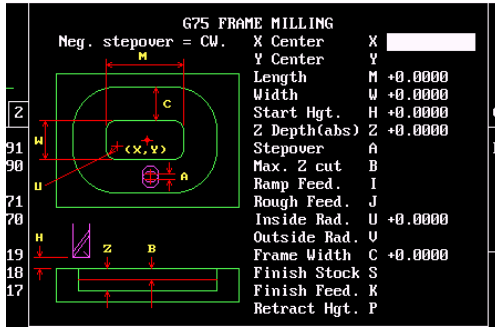 G75 FRAME MILLING
Neg. stepover = CW.
X Center X
Y Center Y
Length M +0.0000
Width W +0.0000
Start Hgt. H +0.0000
Z Depth(abs) Z +0.0000
Stepover A
Max. Z cut B
Ramp Feed. I
Rough Feed. J
Inside Rad. U +0.0000
Outside Rad. V
Frame Width C +0.0000
Finish Stock S
Finish Feed. K
Retract Hgt. P
M
C
2
W
(X,Y)
91
90
A
U
71
70
H
Z B
19
18
17